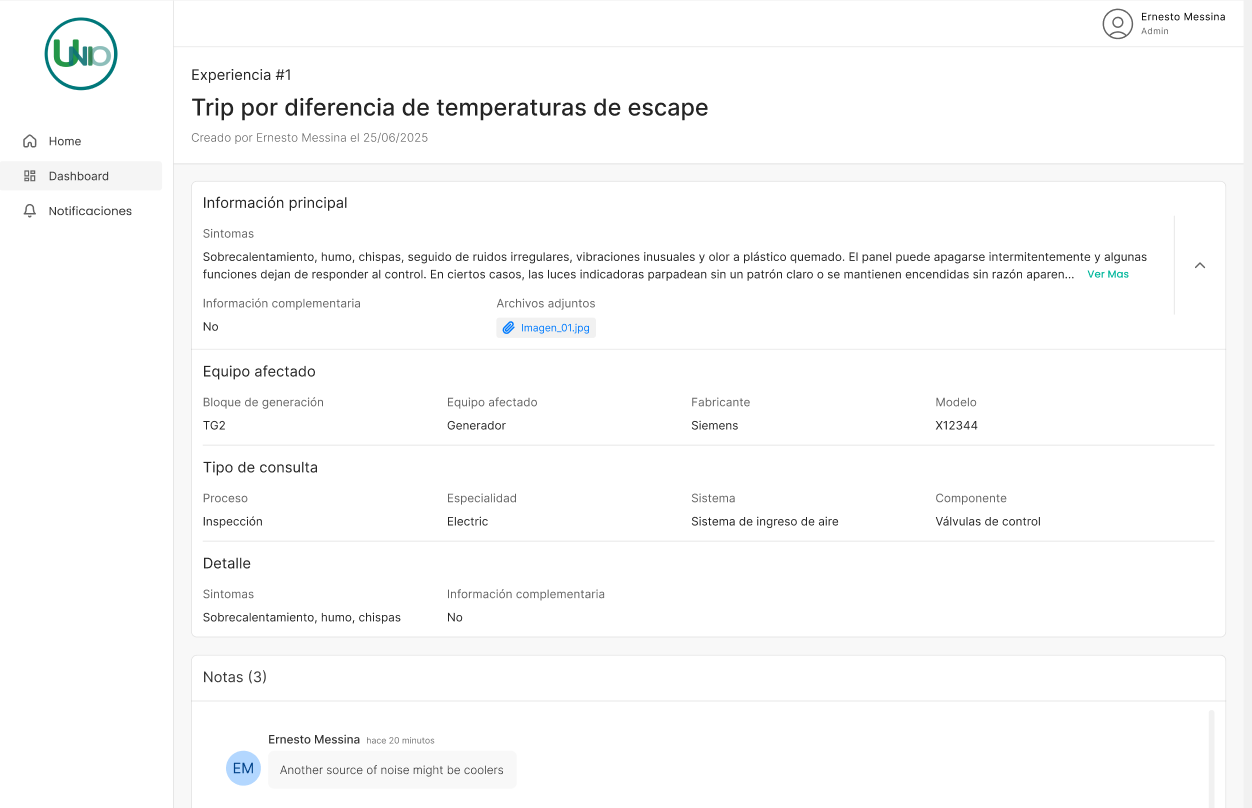 UNIO
Ernesto Messina
Admin
Home
Dashboard
Notificaciones
Experiencia #1
Trip por diferencia de temperaturas de escape
Creado por Ernesto Messina el 25/06/2025
Información principal
Sintomas
Sobrecalentamiento, humo, chispas, seguido de ruidos irregulares, vibraciones inusuales y olor a plástico quemado. El panel puede apagarse intermitentemente y algunas
funciones dejan de responder al control. En ciertos casos, las luces indicadoras parpadean sin un patrón claro o se mantienen encendidas sin razón aparen... Ver Mas
Información complementaria Archivos adjuntos
No Imagen_01.jpg
Equipo afectado
Bloque de generación Equipo afectado Fabricante Modelo
TG2 Generador Siemens X12344
Tipo de consulta
Proceso Especialidad Sistema Componente
Inspección Electric Sistema de ingreso de aire Válvulas de control
Detalle
Sintomas Información complementaria
Sobrecalentamiento, humo, chispas No
Notas (3)
Ernesto Messina hace 20 minutos
EM Another source of noise might be coolers